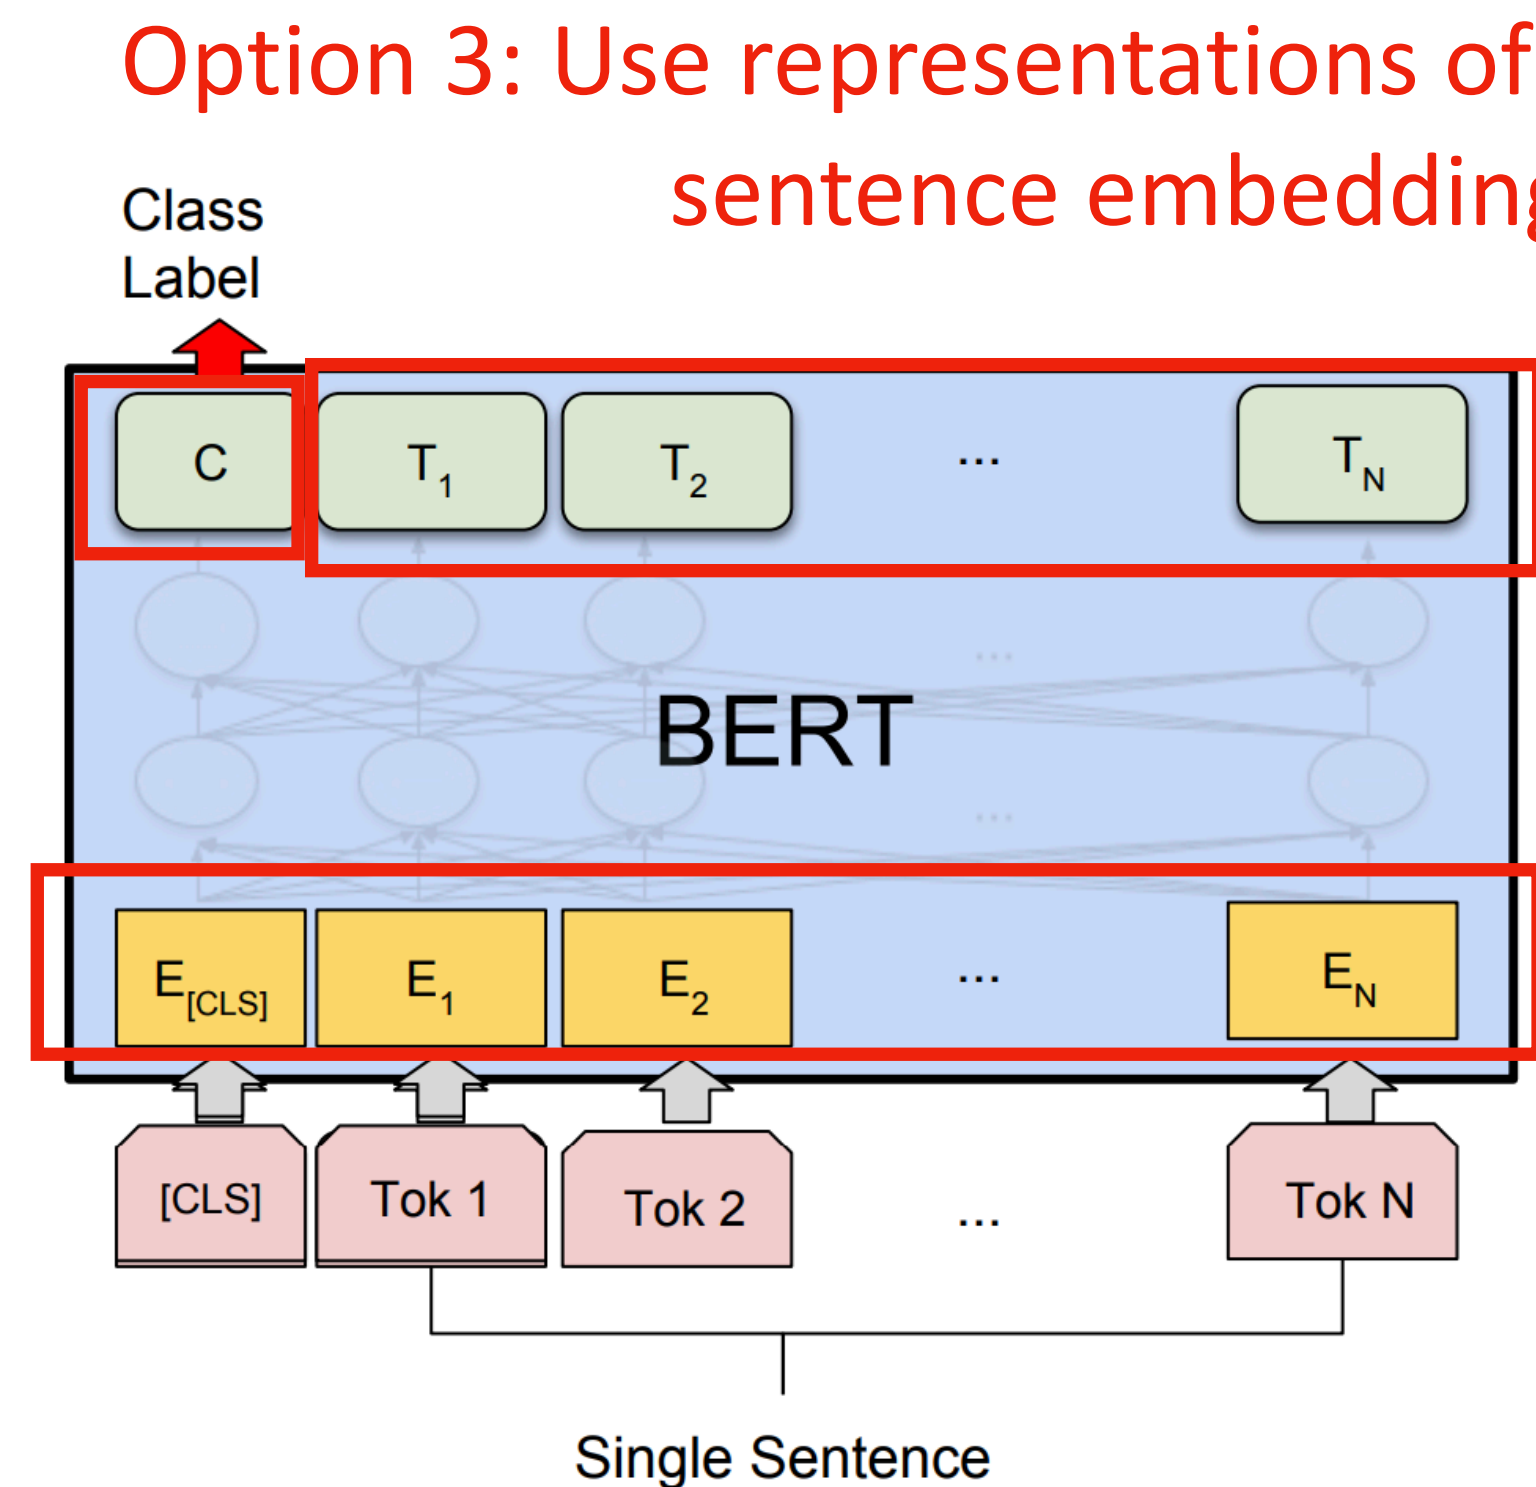 Option 3: Use representations of
sentence embedding
Class
Label
C T1 T2 ... TN
...
BERT
...
E[CLS] E1 E2 ... EN
[CLS] Tok 1 Tok 2 ... Tok N
Single Sentence